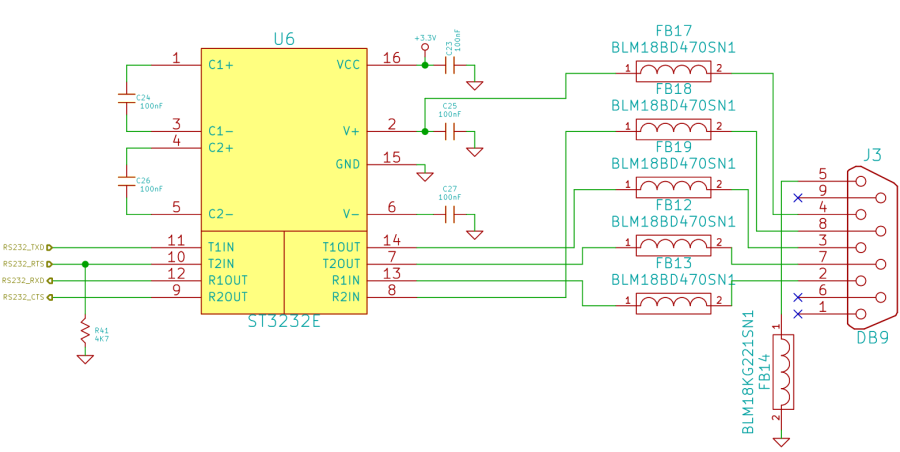 U6
1
C1+
C24
100nF
3
C1-
4
C2+
C26
100nF
5
C2-
VCC
16
+3.3V
C23
100nF
V+
2
C25
100nF
GND
15
V-
6
C27
100nF
RS232_TXD
11
T1IN
T1OUT
14
RS232_RTS
10
T2IN
T2OUT
7
RS232_RXD
12
R1OUT
R1IN
13
RS232_CTS
9
R2OUT
R2IN
8
ST3232E
R41
4K7
FB17
BLM18BD470SN1
1
2
FB18
BLM18BD470SN1
1
2
FB19
BLM18BD470SN1
1
2
FB12
BLM18BD470SN1
1
2
FB13
BLM18BD470SN1
1
2
J3
5
9
4
8
3
7
2
6
1
DB9
1
BLM18KG221SN1
FB14
2